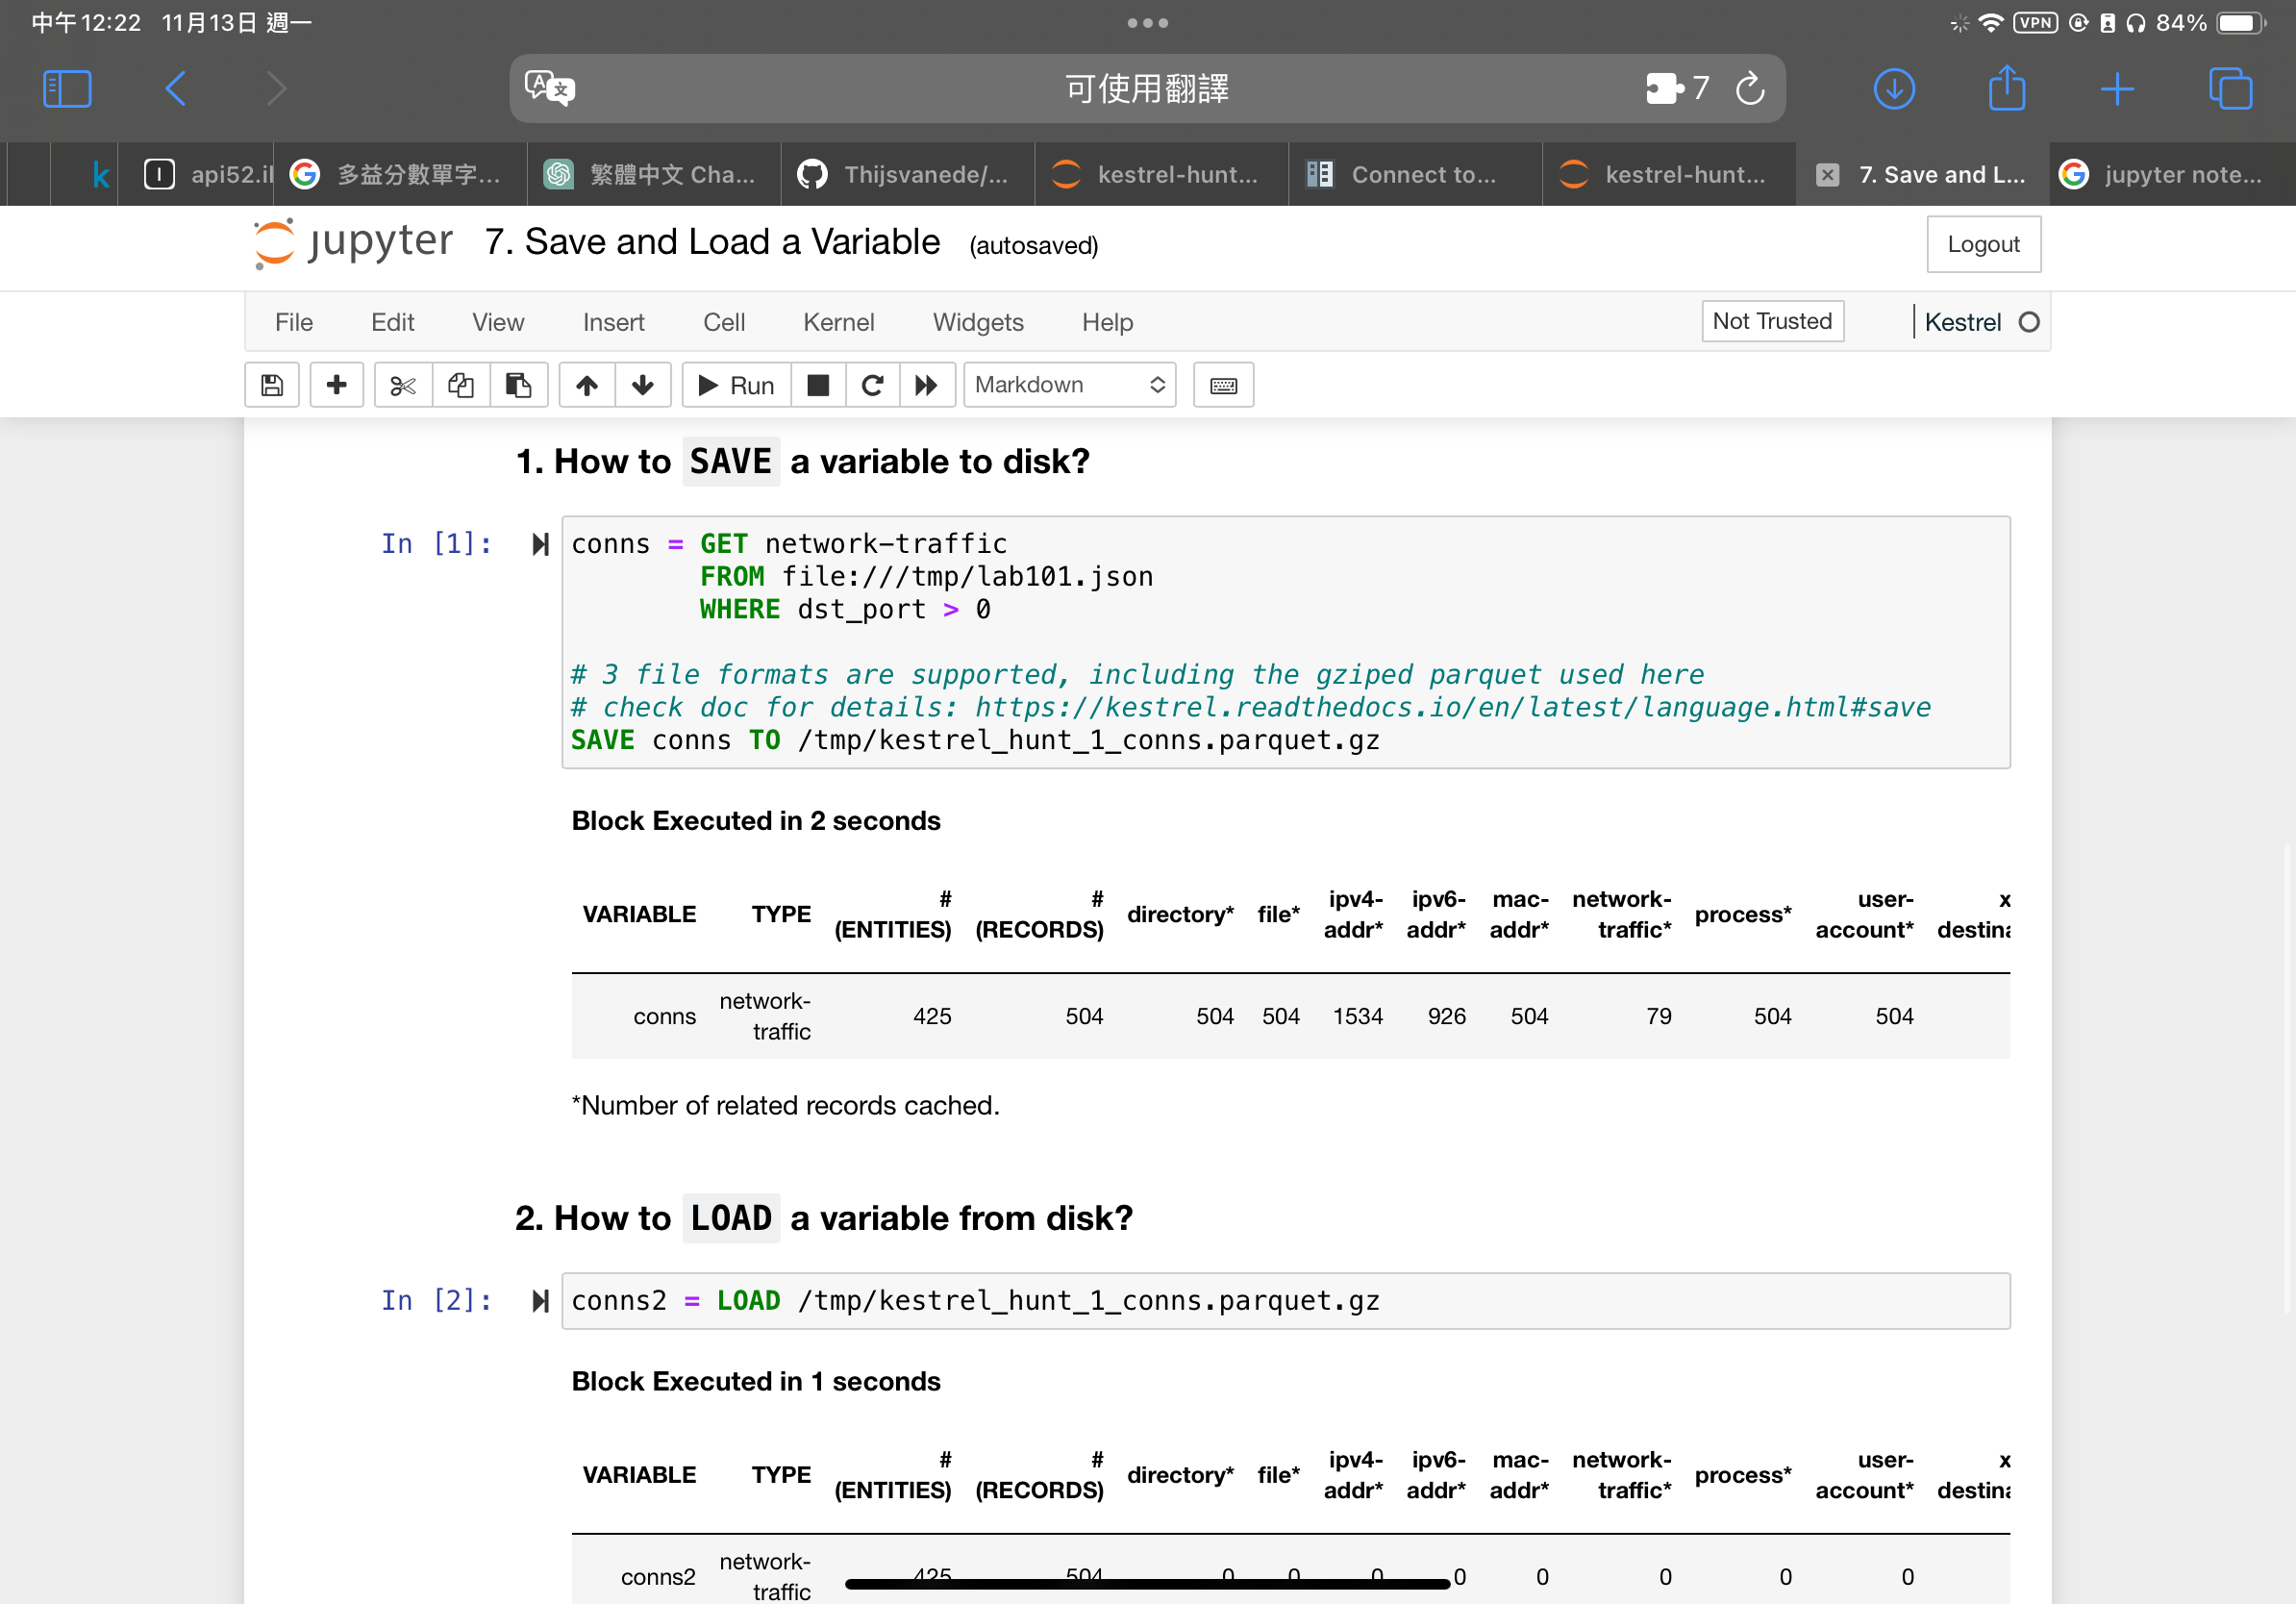 中午12:22 11月13日 週一
VPN 84%
可使用翻譯 7
k
api52.il
多益分數單字...
繁體中文 Cha...
Thijsvanede/...
kestrel-hunt...
Connect to...
kestrel-hunt...
7. Save and L...
jupyter note...
jupyter 7. Save and Load a Variable (autosaved)
Logout
File Edit View Insert Cell Kernel Widgets Help
Not Trusted
Kestrel
Run
Markdown
1. How to SAVE a variable to disk?
In [1]:
conns = GET network-traffic
FROM file:///tmp/lab101.json
WHERE dst_port > 0
# 3 file formats are supported, including the gziped parquet used here
# check doc for details: https://kestrel.readthedocs.io/en/latest/language.html#save
SAVE conns TO /tmp/kestrel_hunt_1_conns.parquet.gz
Block Executed in 2 seconds
VARIABLE TYPE # (ENTITIES) # (RECORDS) directory* file* ipv4-addr* ipv6-addr* mac-addr* network-traffic* process* user-account* x destina
conns network-traffic 425 504 504 504 1534 926 504 79 504 504
*Number of related records cached.
2. How to LOAD a variable from disk?
In [2]:
conns2 = LOAD /tmp/kestrel_hunt_1_conns.parquet.gz
Block Executed in 1 seconds
VARIABLE TYPE # (ENTITIES) # (RECORDS) directory* file* ipv4-addr* ipv6-addr* mac-addr* network-traffic* process* user-account* x destina
conns2 network-traffic 425 504 0 0 0 0 0 0 0 0